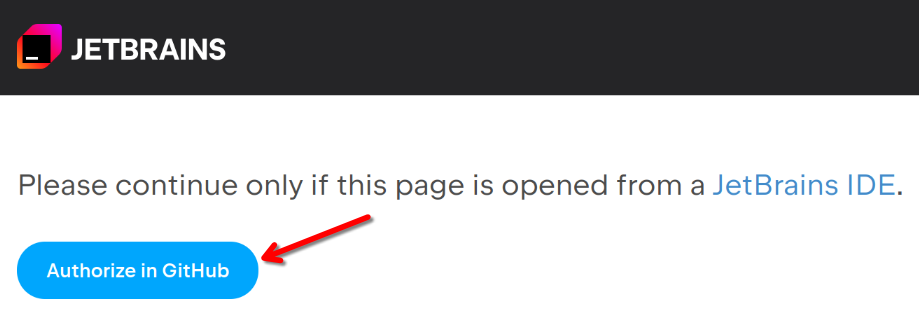 JETBRAINS
Please continue only if this page is opened from a JetBrains IDE.
Authorize in GitHub